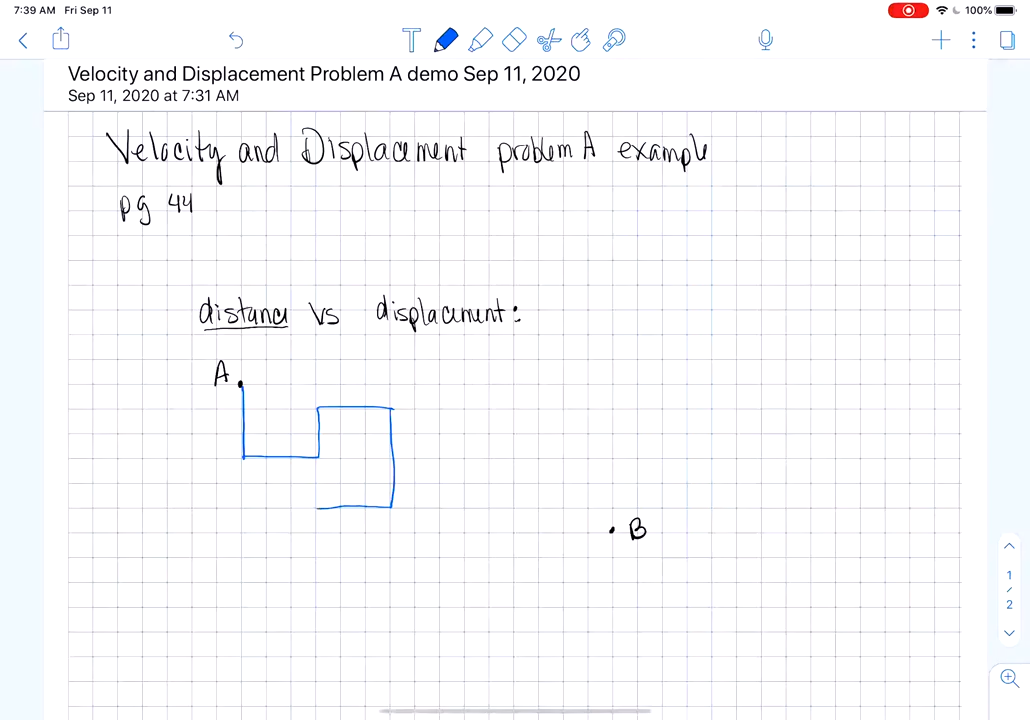 7:39 AM Fri Sep 11 100%
T
Velocity and Displacement Problem A demo Sep 11, 2020
Sep 11, 2020 at 7:31 AM
Velocity and Displacement problem A example
pg 44
distance vs displacement:
A
B
1
/
2